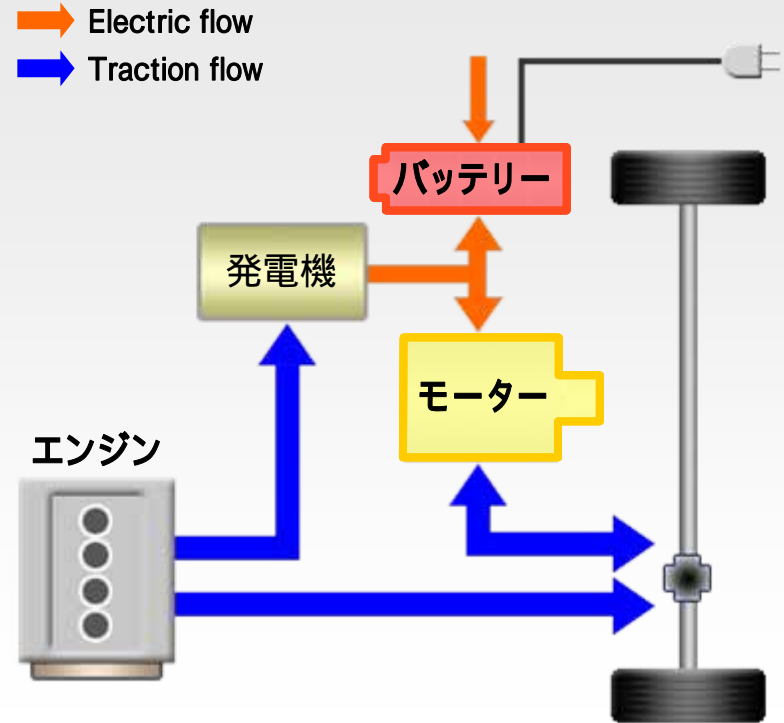 Electric flow
Traction flow
バッテリー
発電機
モーター
エンジン